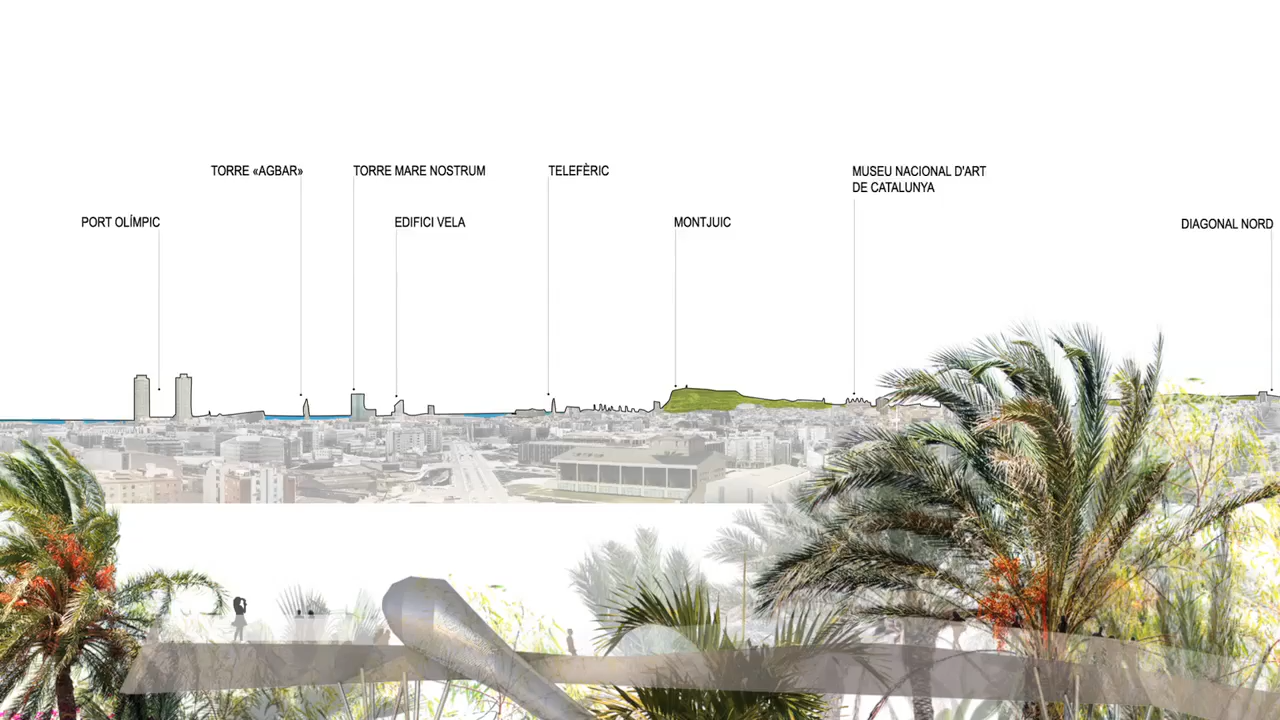 TORRE «AGBAR»
TORRE MARE NOSTRUM
TELEFÈRIC
MUSEU NACIONAL D'ART
DE CATALUNYA
PORT OLÍMPIC
EDIFICI VELA
MONTJUIC
DIAGONAL NORD